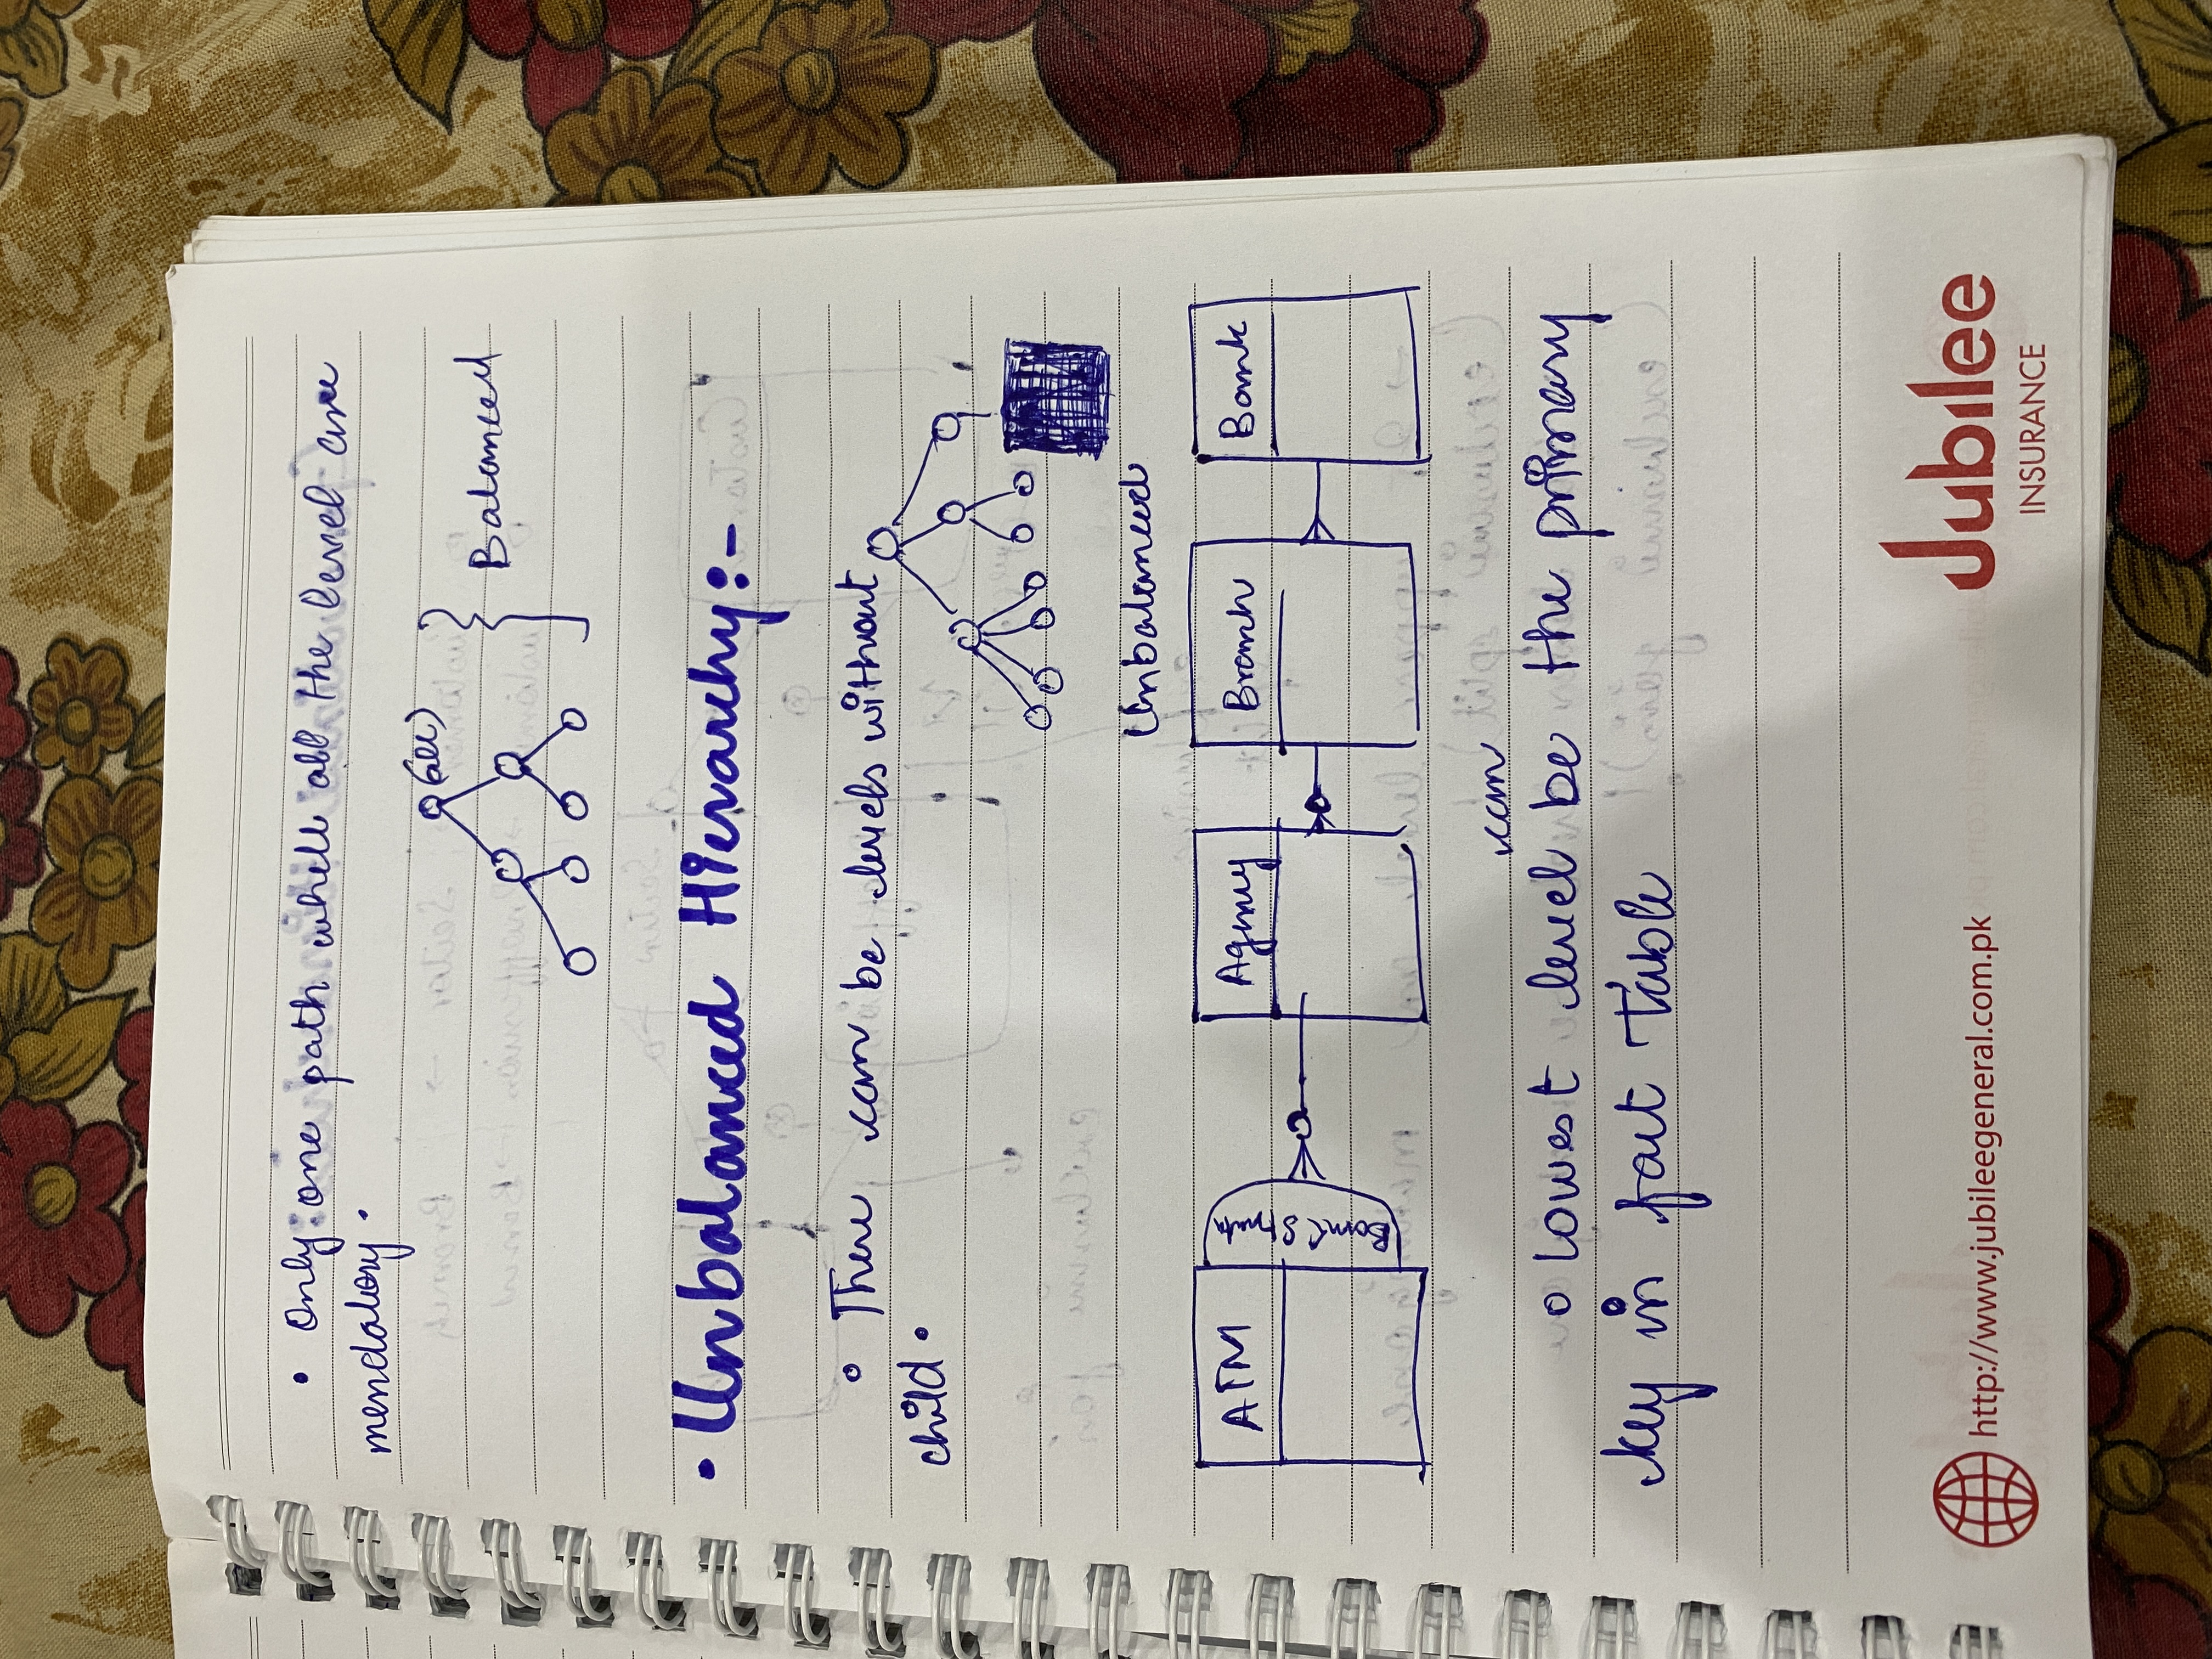 • Only one path where all the level are
mendatory.
(all)
Balanced
• Unbalanced Hierarchy:-
◦ There can be levels without
child.
Unbalanced
ATM
Bank Struct
Agency
Branch
Bank
can
◦ lowest level be the primary
key in fact Table
http://www.jubileegeneral.com.pk
Jubilee
INSURANCE